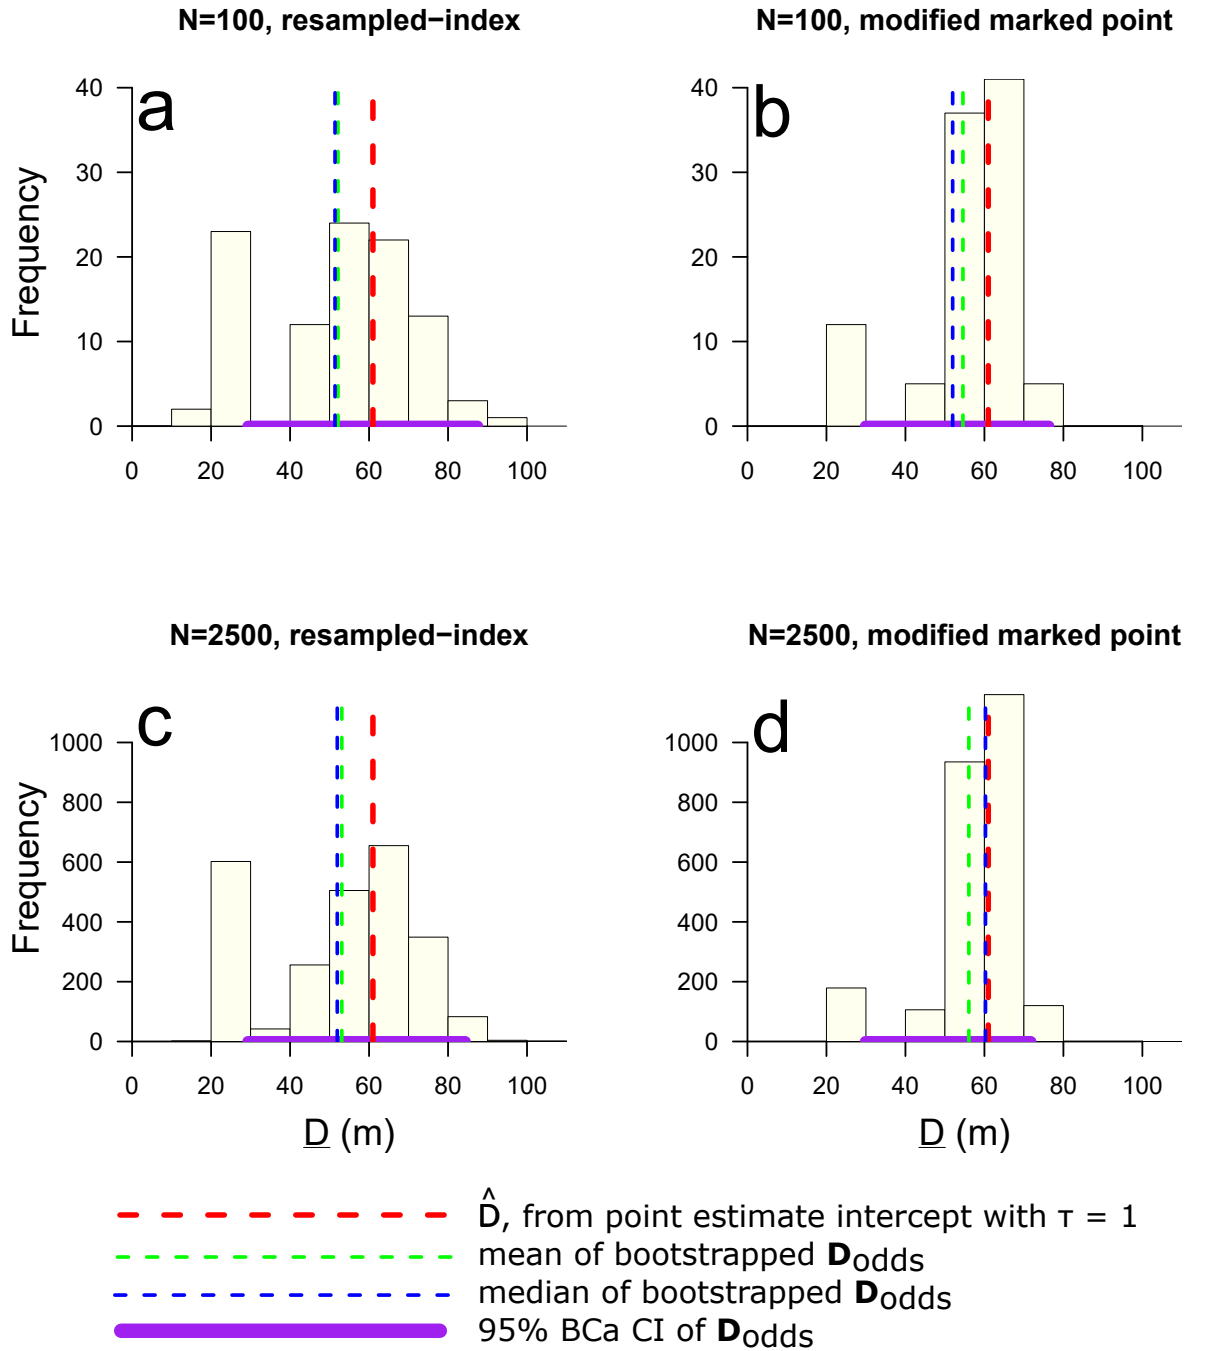 N=100, resampled−index
N=100, modified marked point
a
b
Frequency
40
30
20
10
0
0 20 40 60 80 100
40
30
20
10
0
0 20 40 60 80 100
N=2500, resampled−index
N=2500, modified marked point
c
d
Frequency
1000
800
600
400
200
0
0 20 40 60 80 100
D (m)
1000
800
600
400
200
0
0 20 40 60 80 100
D (m)
D̂, from point estimate intercept with τ = 1
mean of bootstrapped Dodds
median of bootstrapped Dodds
95% BCa CI of Dodds